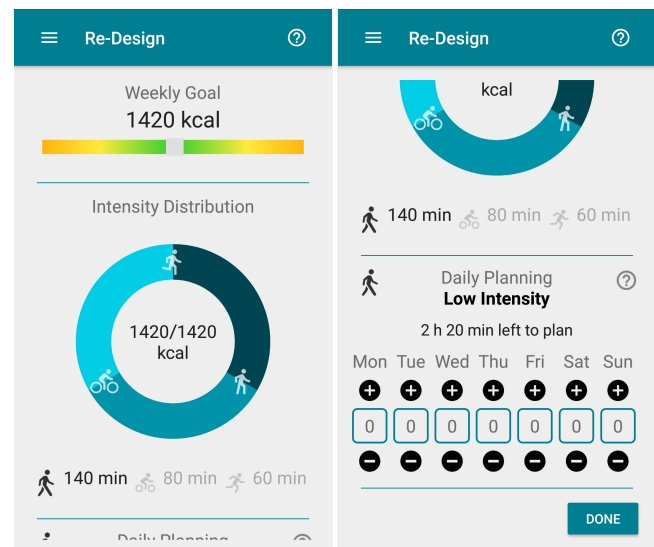 Re-Design
Weekly Goal
1420 kcal
Intensity Distribution
1420/1420
kcal
140 min 80 min 60 min
Daily Planning
Re-Design
kcal
140 min 80 min 60 min
Daily Planning
Low Intensity
2 h 20 min left to plan
Mon Tue Wed Thu Fri Sat Sun
0 0 0 0 0 0 0
DONE